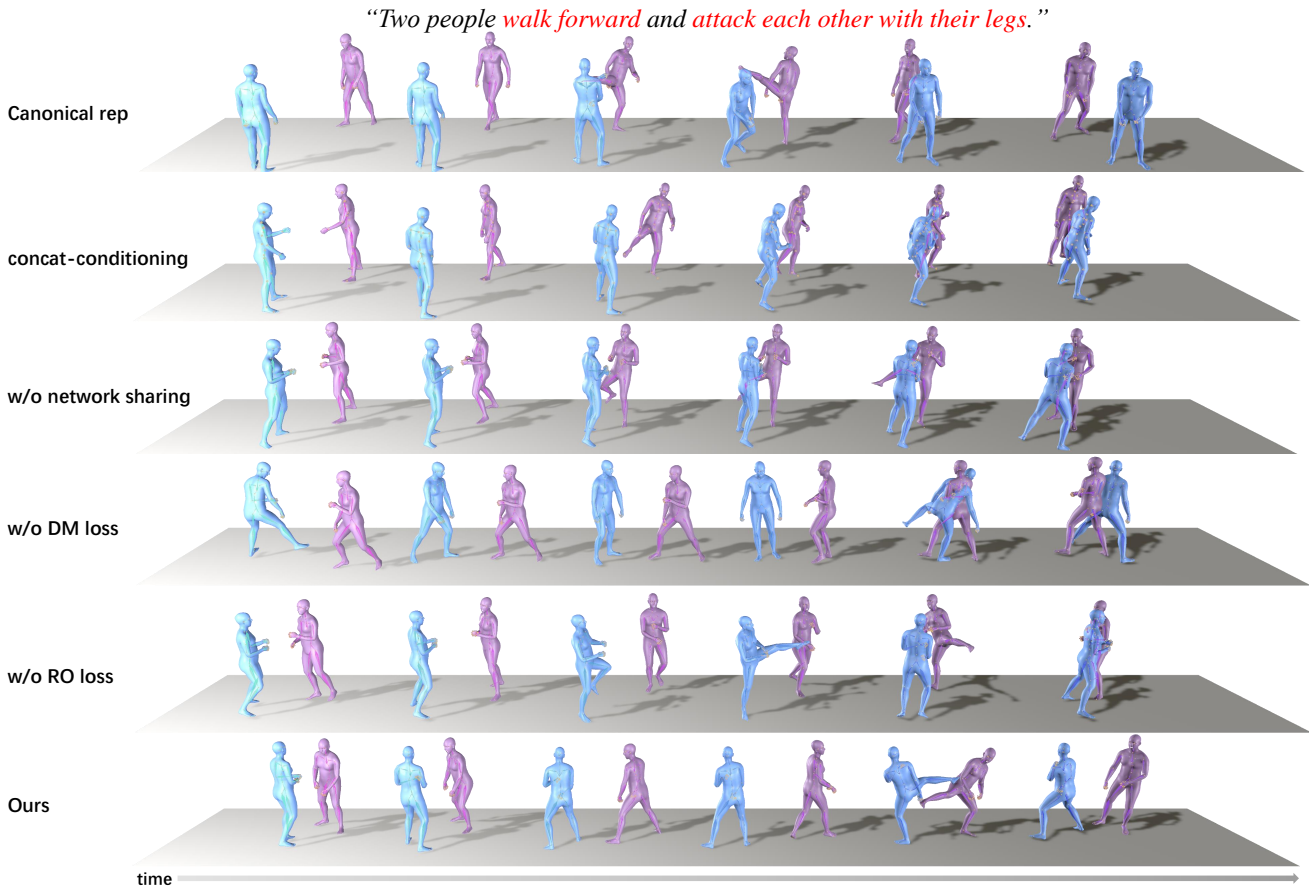 “Two people walk forward and attack each other with their legs.”
Canonical rep
concat-conditioning
w/o network sharing
w/o DM loss
w/o RO loss
Ours
time